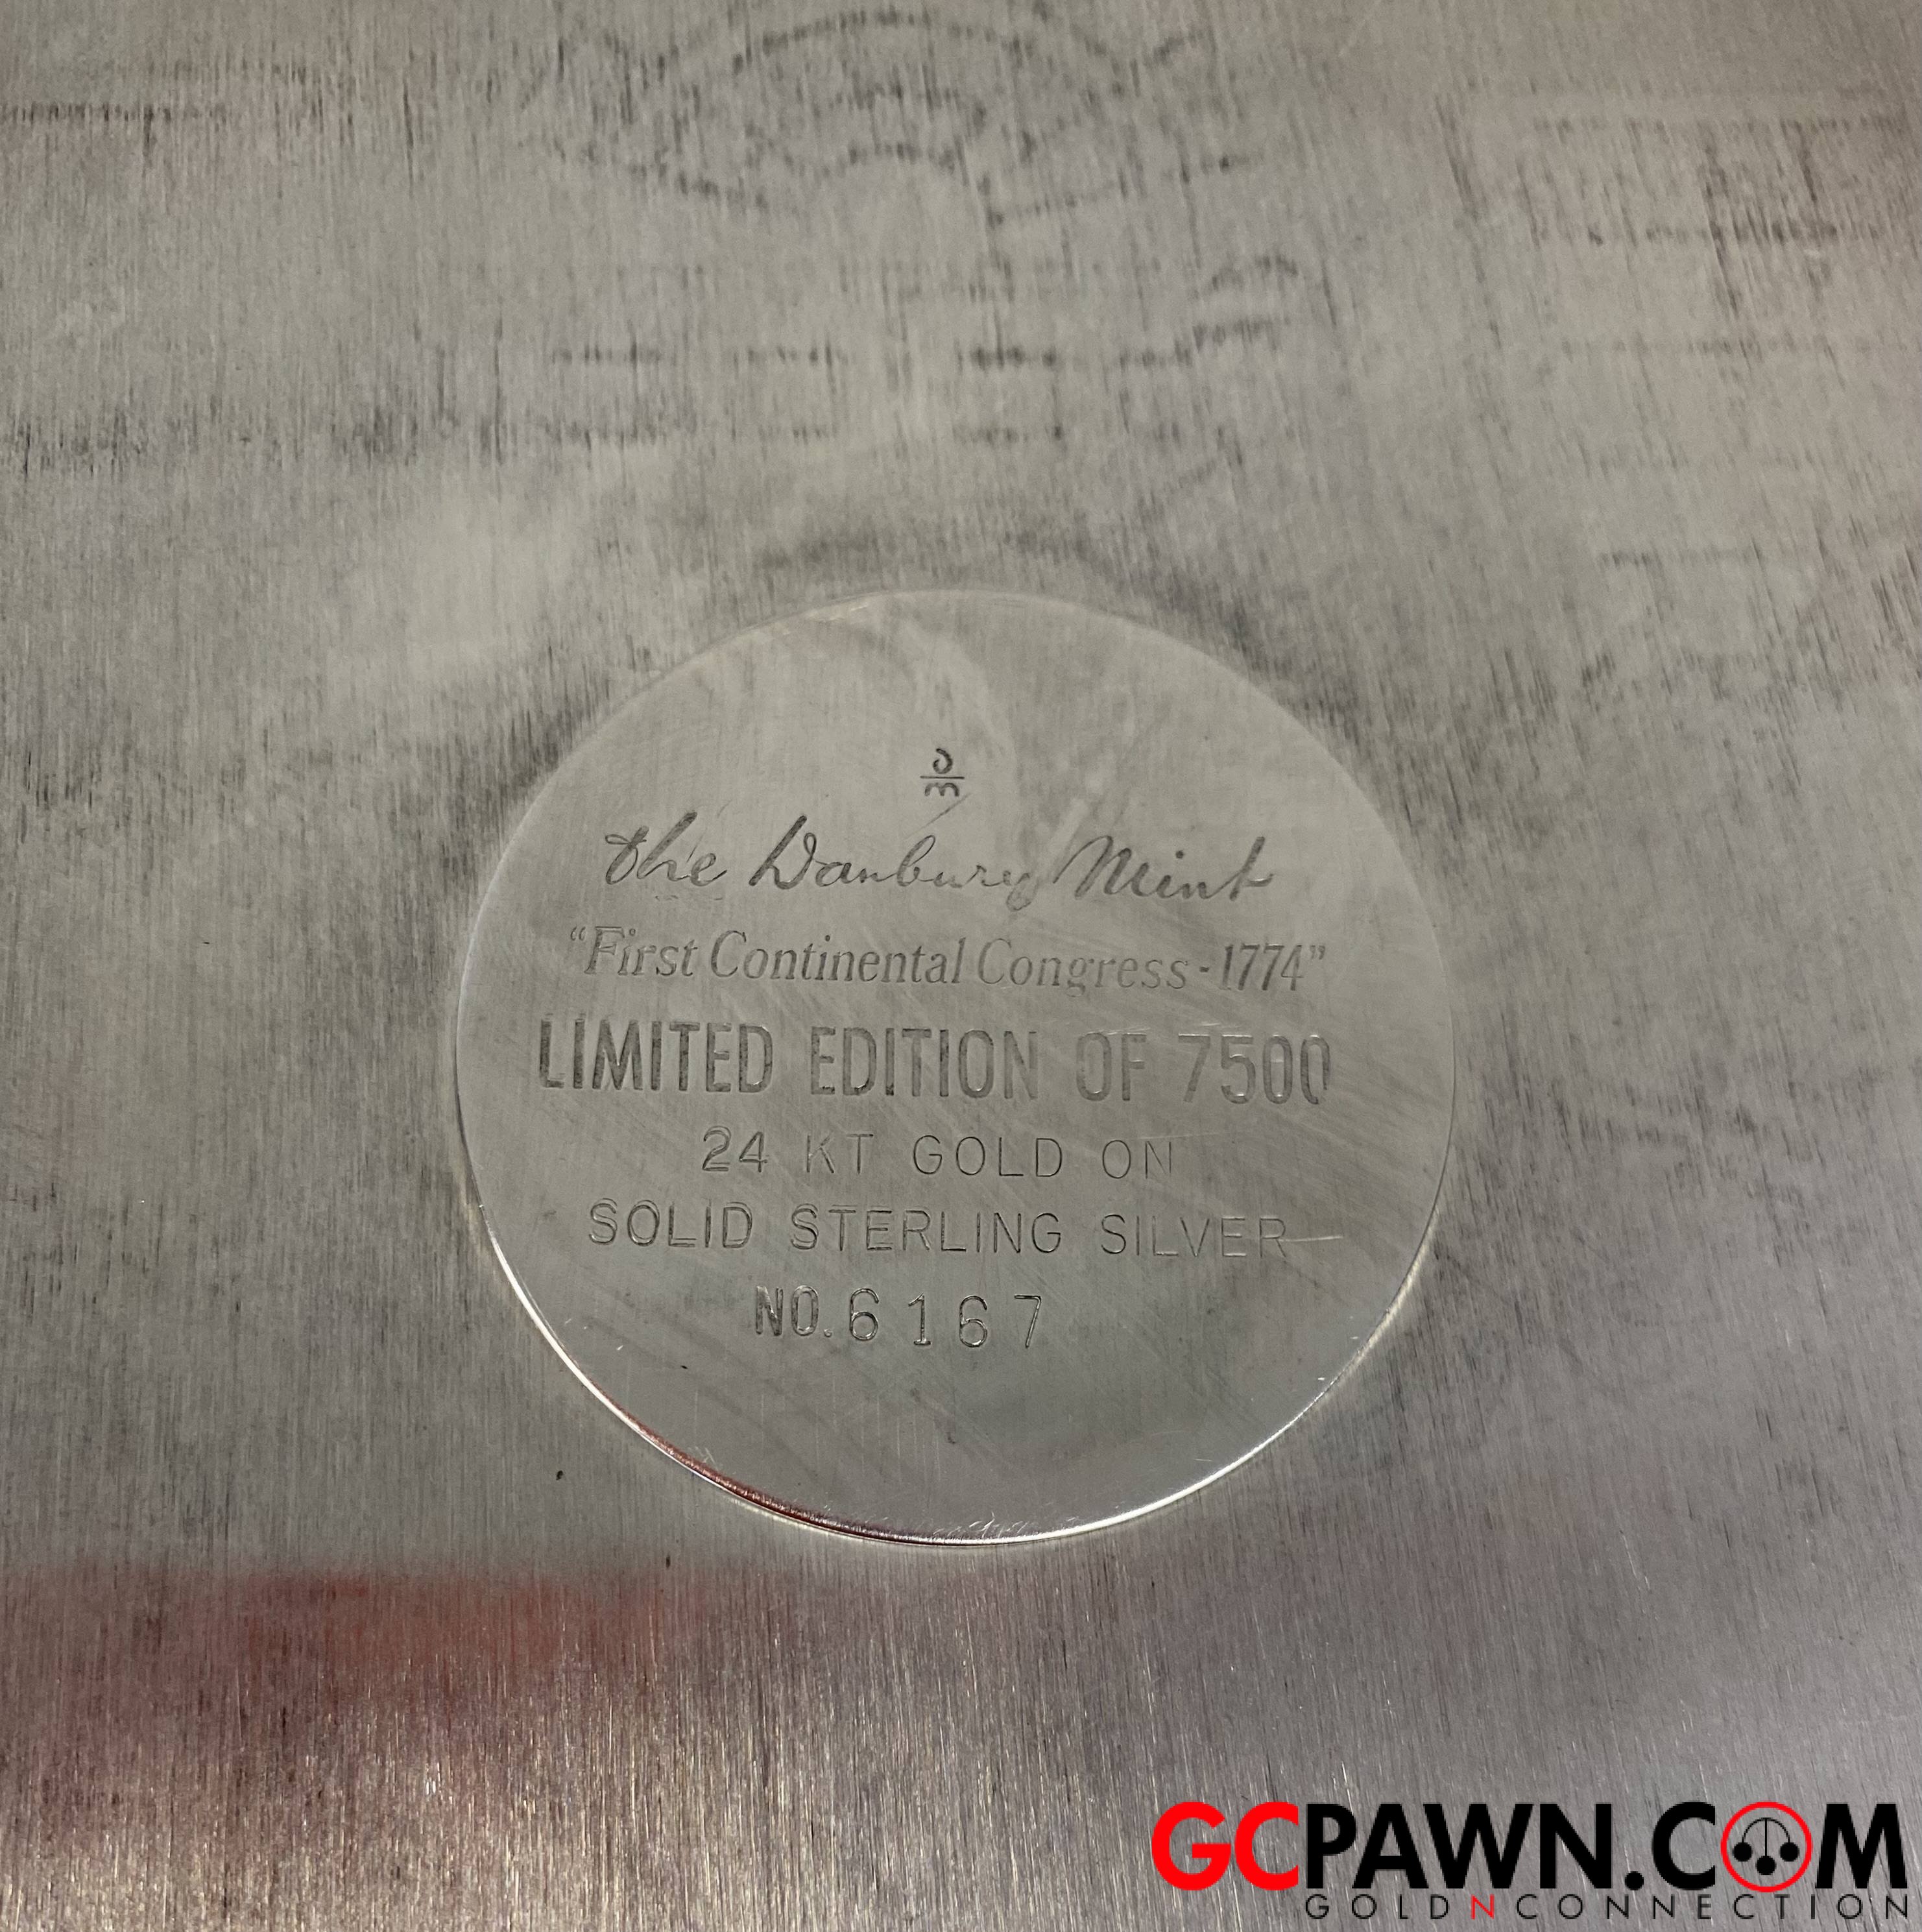 DM
the Danbury Mint
“First Continental Congress - 1774”
LIMITED EDITION OF 7500
24 KT GOLD ON
SOLID STERLING SILVER
NO. 6167
GCPAWN.COM
GOLDNCONNECTION